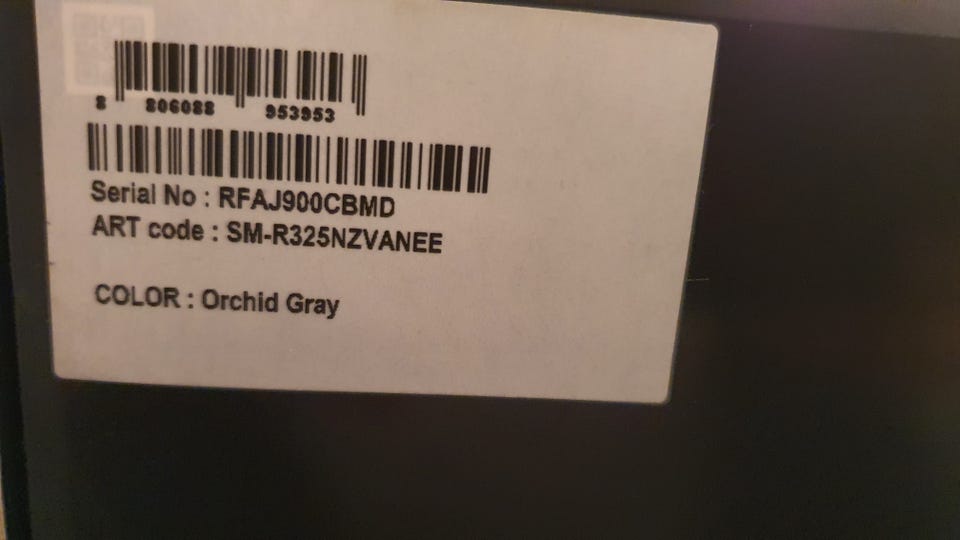 8 806088 953953
Serial No : RFAJ900CBMD
ART code : SM-R325NZVANEE
COLOR : Orchid Gray